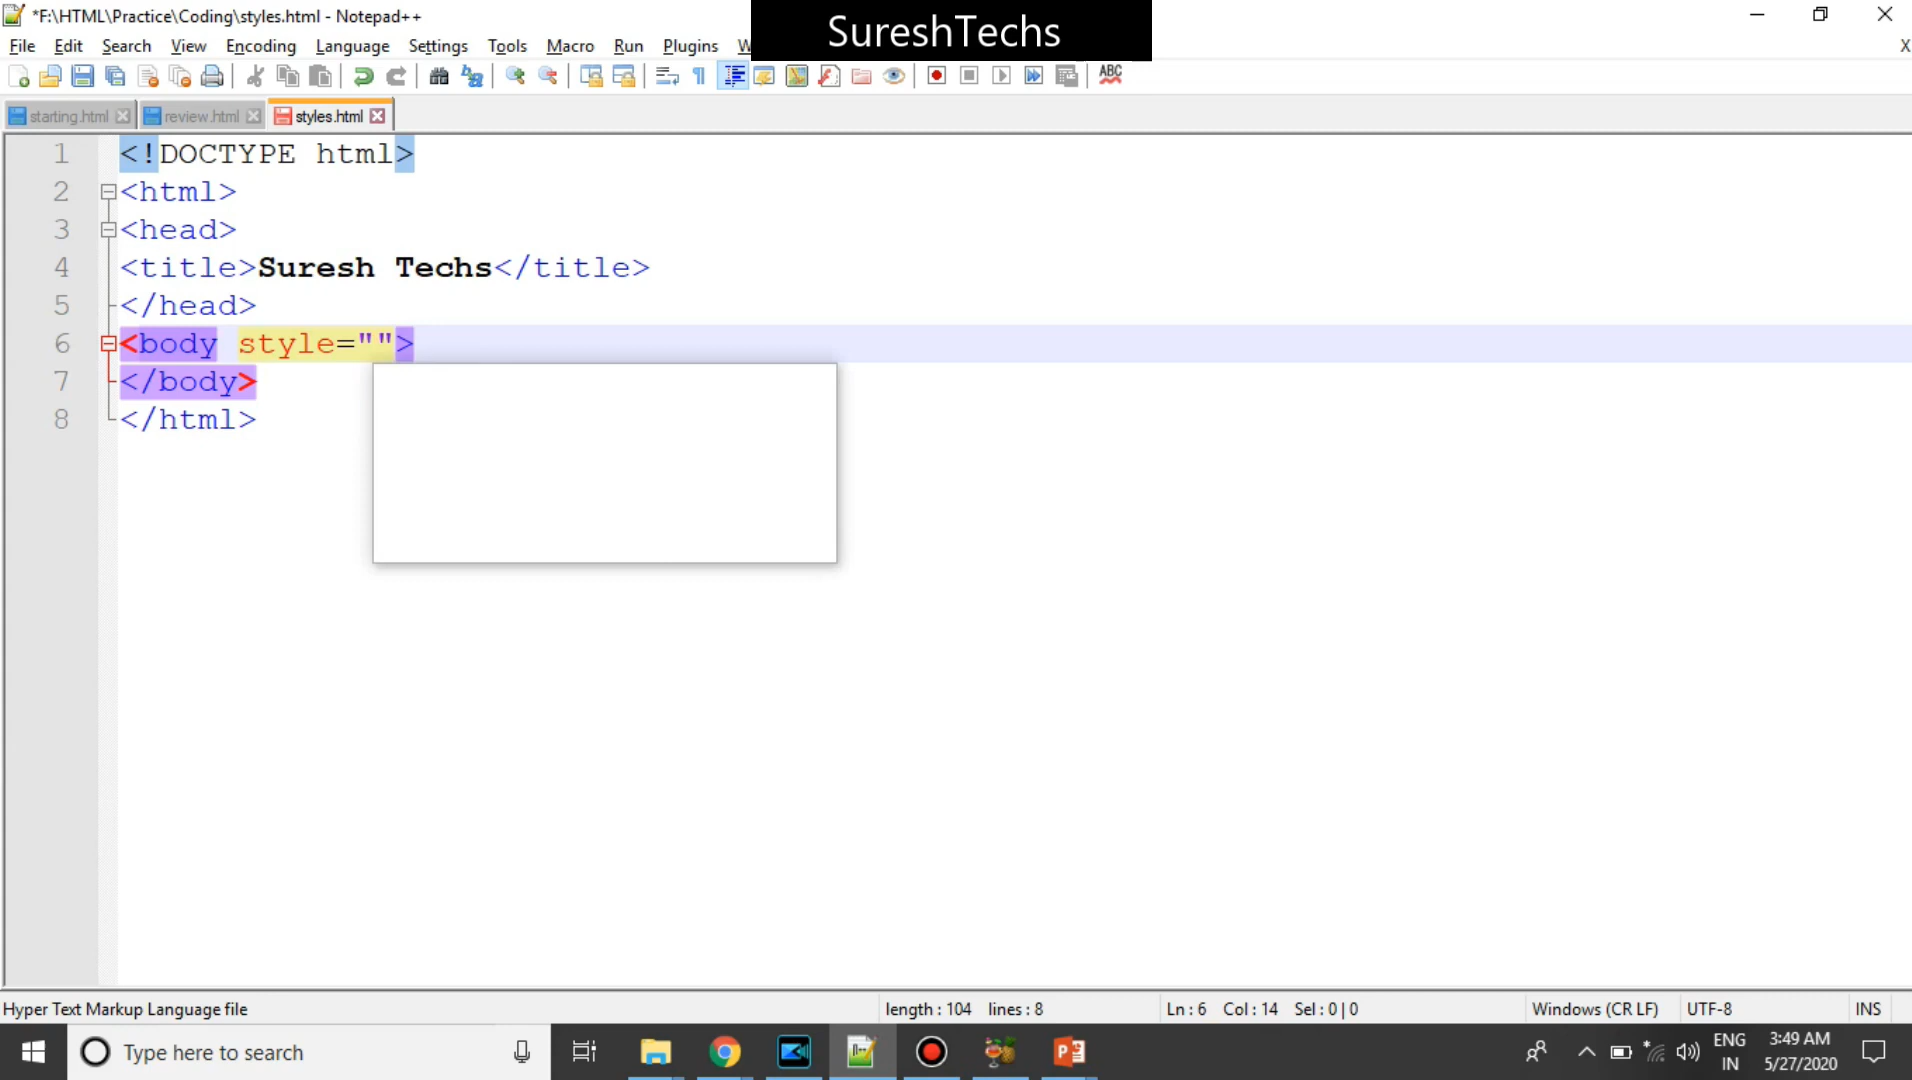 *F:\HTML\Practice\Coding\styles.html - Notepad++
SureshTechs
File Edit Search View Encoding Language Settings Tools Macro Run Plugins W
X
ABC
starting.html review.html styles.html
1 <!DOCTYPE html>
2 <html>
3 <head>
4 <title>Suresh Techs</title>
5 </head>
6 <body style="">
7 </body>
8 </html>
Hyper Text Markup Language file length : 104 lines : 8 Ln : 6 Col : 14 Sel : 0 | 0 Windows (CR LF) UTF-8 INS
Type here to search
ENG
IN
3:49 AM
5/27/2020